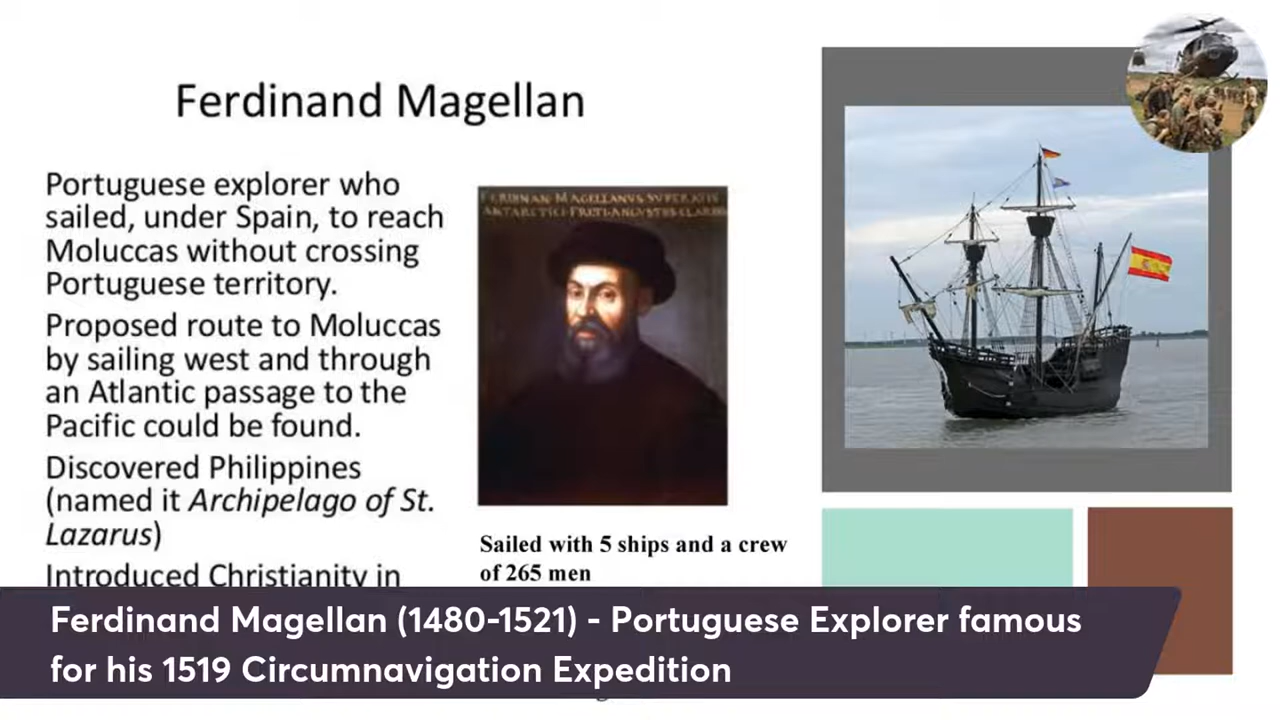 Ferdinand Magellan
Portuguese explorer who
sailed, under Spain, to reach
Moluccas without crossing
Portuguese territory.
Proposed route to Moluccas
by sailing west and through
an Atlantic passage to the
Pacific could be found.
Discovered Philippines
(named it Archipelago of St.
Lazarus)
Introduced Christianity in
FERDINAN MAGELLANVS SVPERATIS
ANTARCTICI FRETI ANGVSTIIS CLARISS
Sailed with 5 ships and a crew
of 265 men
Ferdinand Magellan (1480-1521) - Portuguese Explorer famous
for his 1519 Circumnavigation Expedition